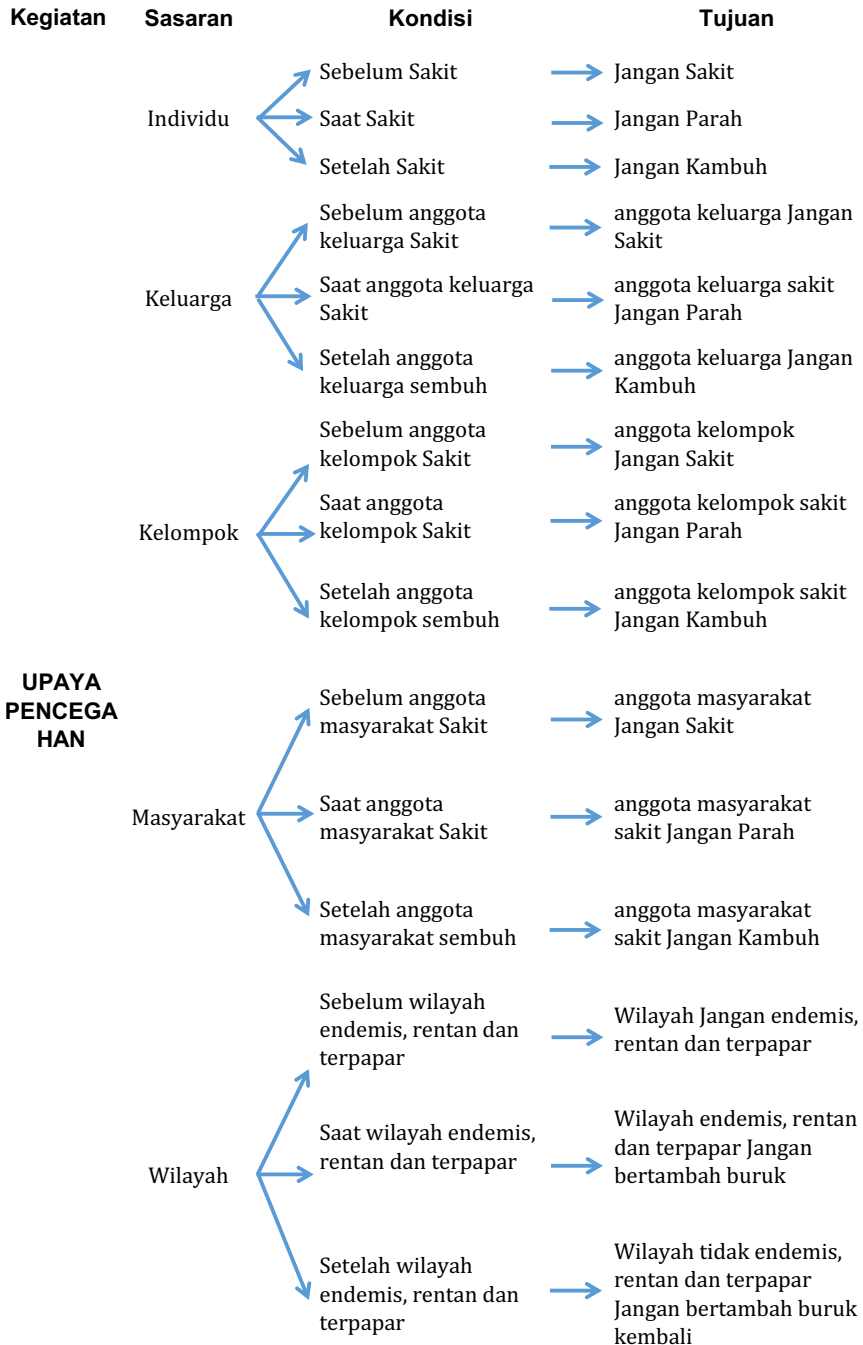 Kegiatan Sasaran Kondisi Tujuan
Individu
Sebelum Sakit
Jangan Sakit
Saat Sakit
Jangan Parah
Setelah Sakit
Jangan Kambuh
Keluarga
Sebelum anggota
keluarga Sakit
anggota keluarga Jangan
Sakit
Saat anggota keluarga
Sakit
anggota keluarga sakit
Jangan Parah
Setelah anggota
keluarga sembuh
anggota keluarga Jangan
Kambuh
Kelompok
Sebelum anggota
kelompok Sakit
anggota kelompok
Jangan Sakit
Saat anggota
kelompok Sakit
anggota kelompok sakit
Jangan Parah
Setelah anggota
kelompok sembuh
anggota kelompok sakit
Jangan Kambuh
UPAYA
PENCEGA
HAN
Masyarakat
Sebelum anggota
masyarakat Sakit
anggota masyarakat
Jangan Sakit
Saat anggota
masyarakat Sakit
anggota masyarakat
sakit Jangan Parah
Setelah anggota
masyarakat sembuh
anggota masyarakat
sakit Jangan Kambuh
Wilayah
Sebelum wilayah
endemis, rentan dan
terpapar
Wilayah Jangan endemis,
rentan dan terpapar
Saat wilayah endemis,
rentan dan terpapar
Wilayah endemis, rentan
dan terpapar Jangan
bertambah buruk
Setelah wilayah
endemis, rentan dan
terpapar
Wilayah tidak endemis,
rentan dan terpapar
Jangan bertambah buruk
kembali